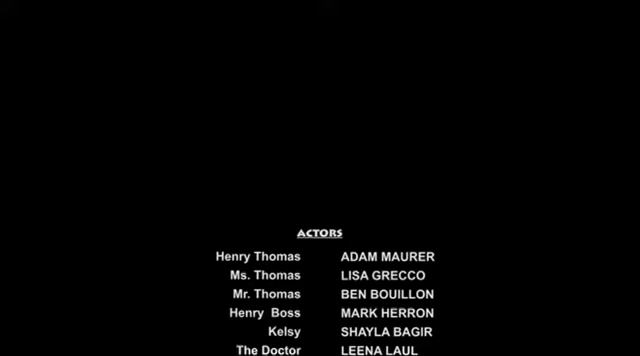 ACTORS
Henry Thomas ADAM MAURER
Ms. Thomas LISA GRECCO
Mr. Thomas BEN BOUILLON
Henry Boss MARK HERRON
Kelsy SHAYLA BAGIR
The Doctor LEENA LAUL